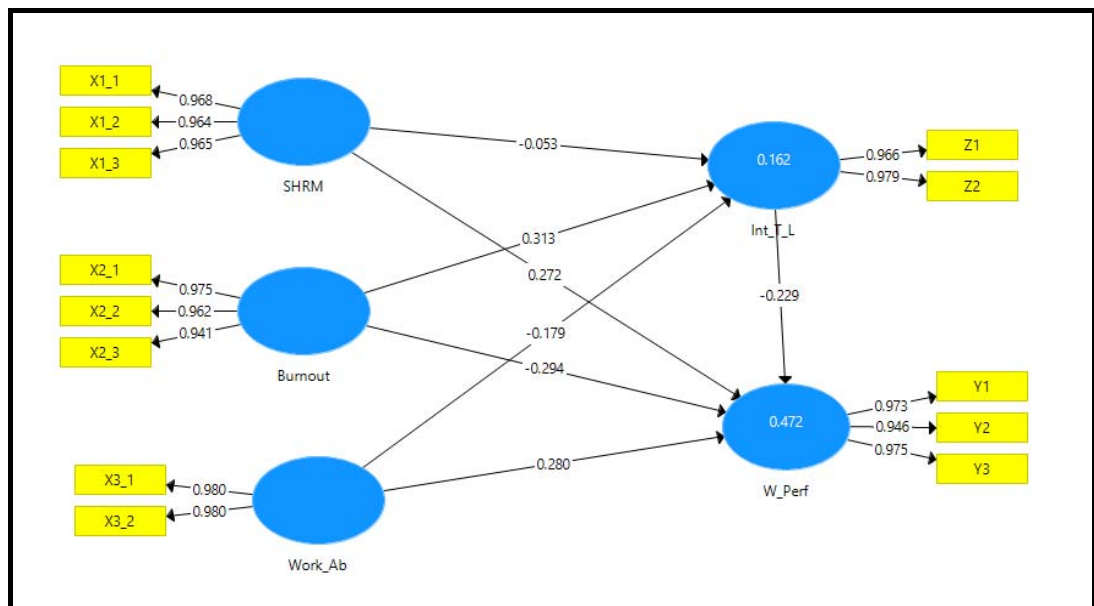 X1_1
0.968
X1_2
0.964
X1_3
0.965
SHRM
-0.053
0.162
Int_T_L
0.966
Z1
0.979
Z2
X2_1
0.975
X2_2
0.962
X2_3
0.941
Burnout
0.313
0.272
-0.229
-0.179
-0.294
X3_1
0.980
X3_2
0.980
Work_Ab
0.280
0.472
W_Perf
0.973
Y1
0.946
Y2
0.975
Y3